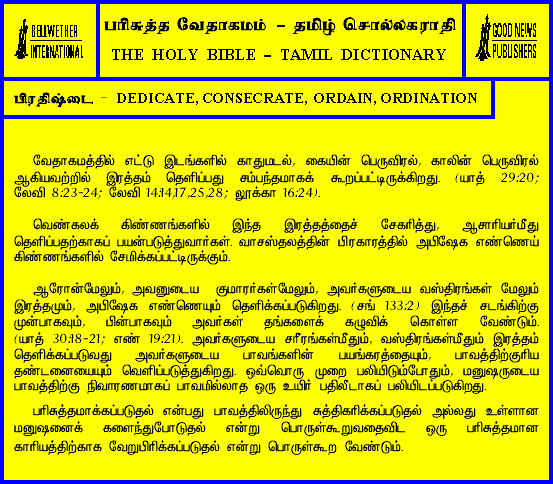 BELLWETHER
INTERNATIONAL
பரிசுத்த வேதாகமம் – தமிழ் சொல்லகராதி
THE HOLY BIBLE – TAMIL DICTIONARY
GOOD NEWS
PUBLISHERS
பிரதிஷ்டை – DEDICATE, CONSECRATE, ORDAIN, ORDINATION
வேதாகமத்தில் எட்டு இடங்களில் காதுமடல், கையின் பெருவிரல், காலின் பெருவிரல்
ஆகியவற்றில் இரத்தம் தெளிப்பது சம்பந்தமாகக் கூறப்பட்டிருக்கிறது. (யாத் 29:20;
லேவி 8:23-24; லேவி 14:14,17,25,28; லூக்கா 16:24).
வெண்கலக் கிண்ணங்களில் இந்த இரத்தத்தைச் சேகரித்து, ஆசாரியர்மீது
தெளிப்பதற்காகப் பயன்படுத்துவார்கள். வாசஸ்தலத்தின் பிரகாரத்தில் அபிஷேக எண்ணெய்
கிண்ணங்களில் சேமிக்கப்பட்டிருக்கும்.
ஆரோன்மேலும், அவனுடைய குமாரர்கள்மேலும், அவர்களுடைய வஸ்திரங்கள் மேலும்
இரத்தமும், அபிஷேக எண்ணெயும் தெளிக்கப்படுகிறது. (சங் 133:2) இந்தச் சடங்கிற்கு
முன்பாகவும், பின்பாகவும் அவர்கள் தங்களைக் கழுவிக் கொள்ள வேண்டும்.
(யாத் 30:18-21; எண் 19:21). அவர்களுடைய சரீரங்கள்மீதும், வஸ்திரங்கள்மீதும் இரத்தம்
தெளிக்கப்படுவது அவர்களுடைய பாவங்களின் பயங்கரத்தையும், பாவத்திற்குரிய
தண்டனையையும் வெளிப்படுத்துகிறது. ஒவ்வொரு முறை பலியிடும்போதும், மனுஷருடைய
பாவத்திற்கு நிவாரணமாகப் பாவமில்லாத ஒரு உயிர் பதிலீடாகப் பலியிடப்படுகிறது.
பரிசுத்தமாக்கப்படுதல் என்பது பாவத்திலிருந்து சுத்திகரிக்கப்படுதல் அல்லது உள்ளான
மனுஷனைக் களைந்துபோடுதல் என்று பொருள்கூறுவதைவிட ஒரு பரிசுத்தமான
காரியத்திற்காக வேறுபிரிக்கப்படுதல் என்று பொருள்கூற வேண்டும்.